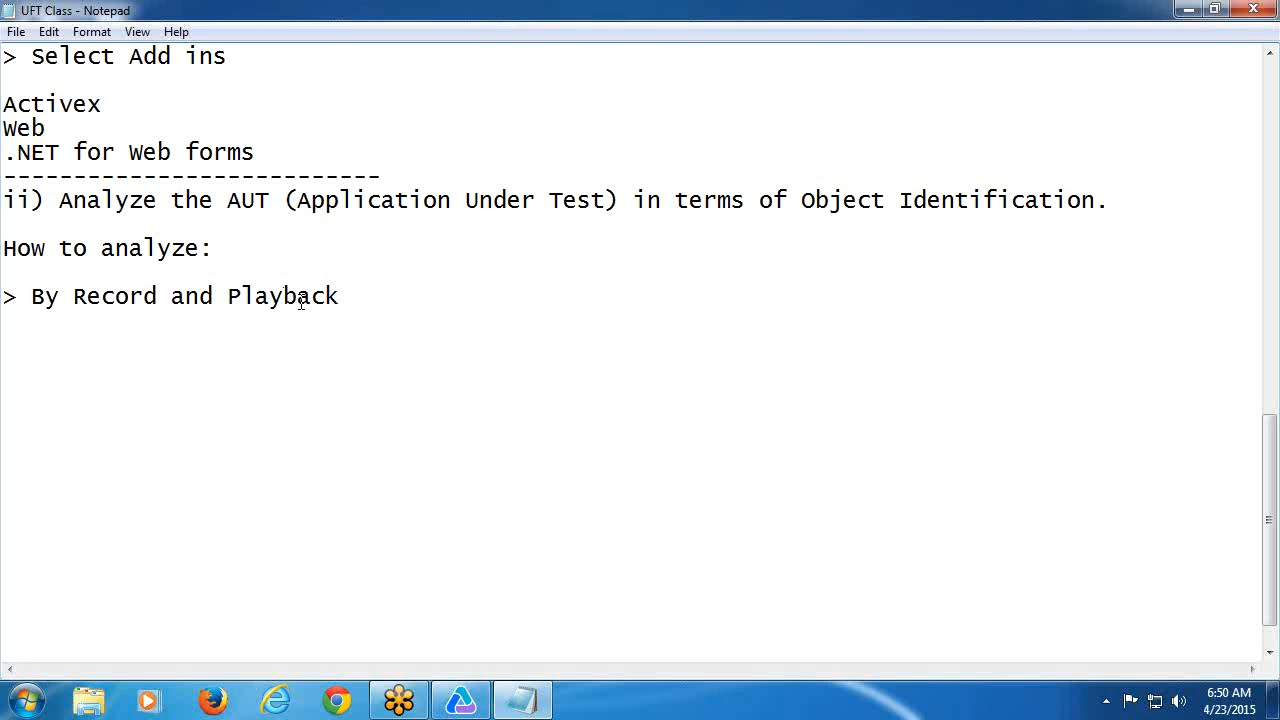 UFT Class - Notepad
File Edit Format View Help
> Select Add ins
Activex
Web
.NET for Web forms
---------------------------
ii) Analyze the AUT (Application Under Test) in terms of Object Identification.
How to analyze:
> By Record and Playback
6:50 AM
4/23/2015